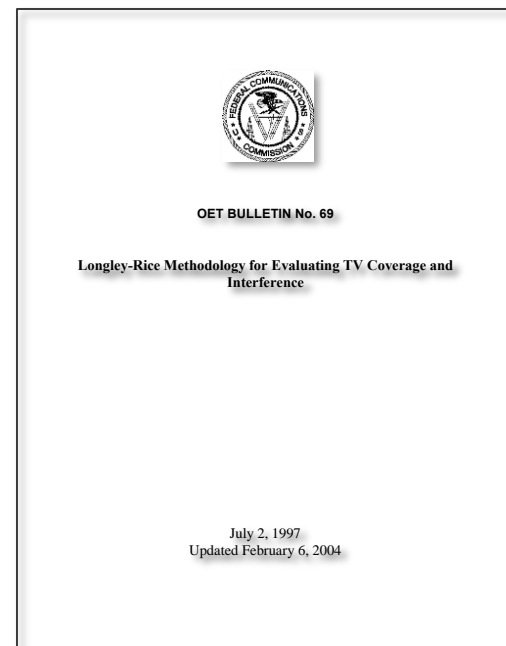 FEDERAL COMMUNICATIONS
COMMISSION
OET BULLETIN No. 69
Longley-Rice Methodology for Evaluating TV Coverage and
Interference
July 2, 1997
Updated February 6, 2004